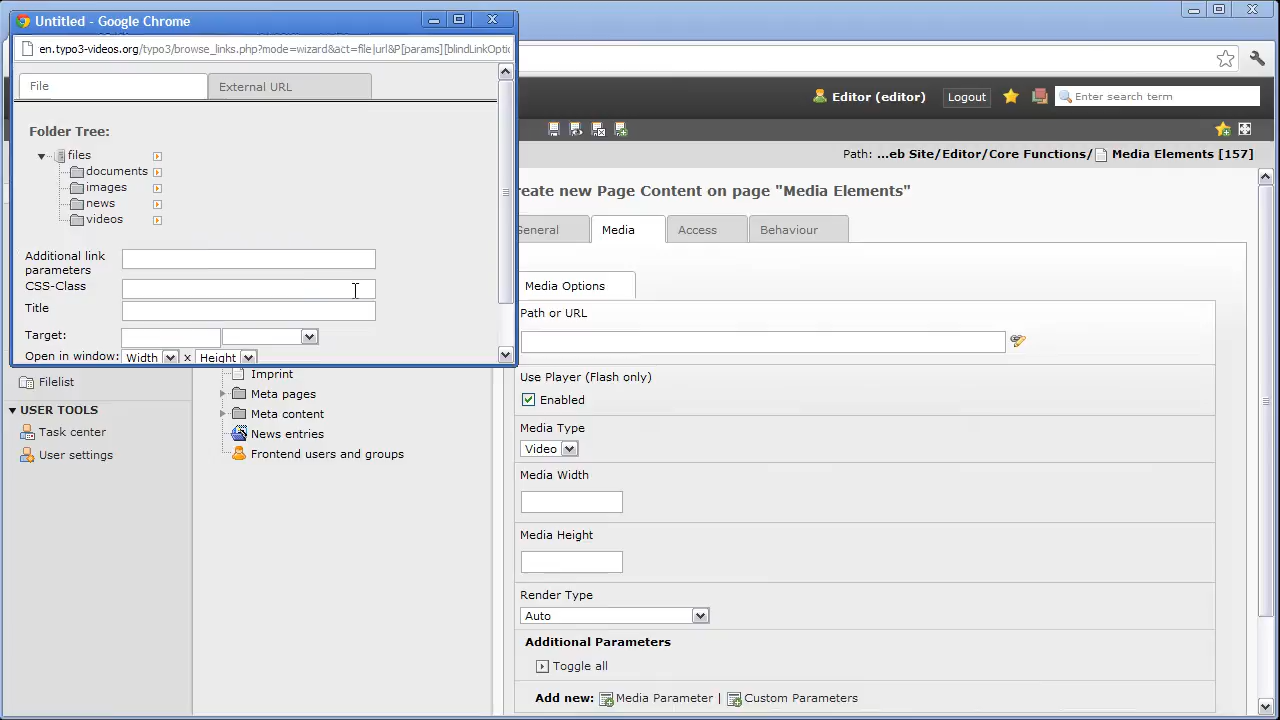 Untitled - Google Chrome
en.typo3-videos.org/typo3/browse_links.php?mode=wizard&act=file|url&P[params][blindLinkOptio
File
External URL
Folder Tree:
files
documents
images
news
videos
Additional link
parameters
CSS-Class
Title
Target:
Open in window: Width x Height
Editor (editor)
Logout
Enter search term
Path: ...eb Site/Editor/Core Functions/ Media Elements [157]
reate new Page Content on page "Media Elements"
General
Media
Access
Behaviour
Media Options
Path or URL
Use Player (Flash only)
Enabled
Media Type
Video
Media Width
Media Height
Render Type
Auto
Additional Parameters
Toggle all
Add new: Media Parameter | Custom Parameters
Filelist
USER TOOLS
Task center
User settings
Imprint
Meta pages
Meta content
News entries
Frontend users and groups